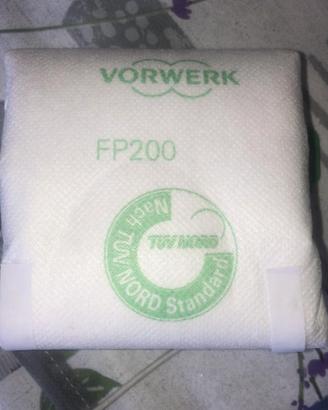 VORWERK
FP200
TÜV NORD
Nach TÜV NORD Standard